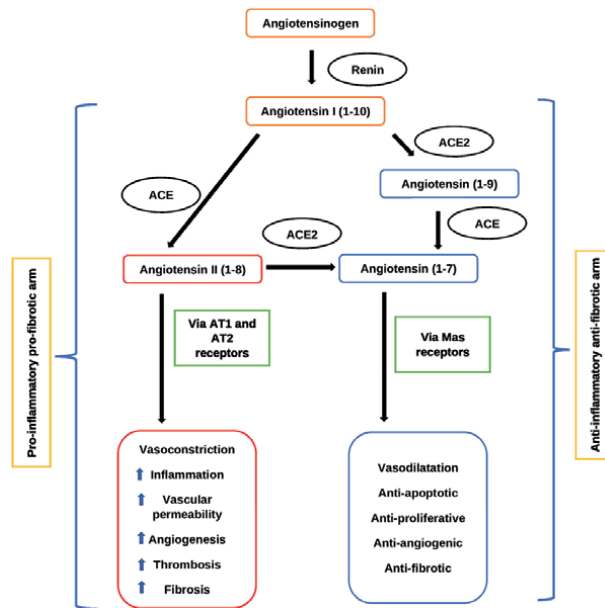 Angiotensinogen
Renin
Angiotensin I (1-10)
ACE2
Angiotensin (1-9)
ACE
ACE
ACE2
Angiotensin II (1-8)
Angiotensin (1-7)
Via AT1 and
AT2
receptors
Via Mas
receptors
Pro-inflammatory pro-fibrotic arm
Anti-inflammatory anti-fibrotic arm
Vasoconstriction
Inflammation
Vascular
permeability
Angiogenesis
Thrombosis
Fibrosis
Vasodilatation
Anti-apoptotic
Anti-proliferative
Anti-angiogenic
Anti-fibrotic